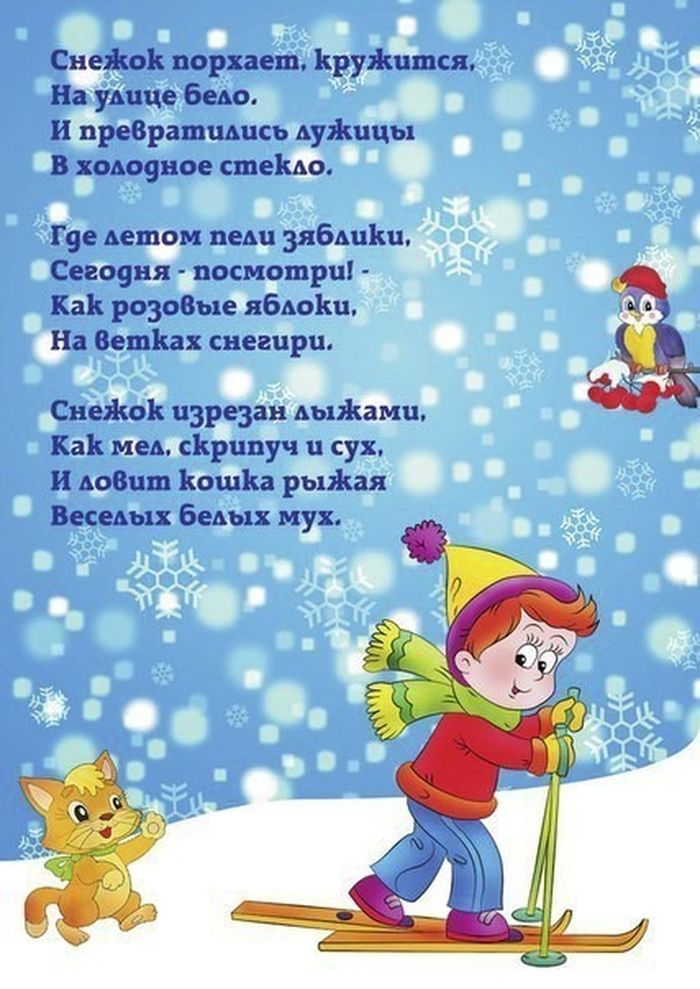 Снежок порхает, кружится,
На улице бело.
И превратились лужицы
В холодное стекло.
Где летом пели зяблики,
Сегодня - посмотри! -
Как розовые яблоки,
На ветках снегири.
Снежок изрезан лыжами,
Как мел, скрипуч и сух,
И ловит кошка рыжая
Веселых белых мух.